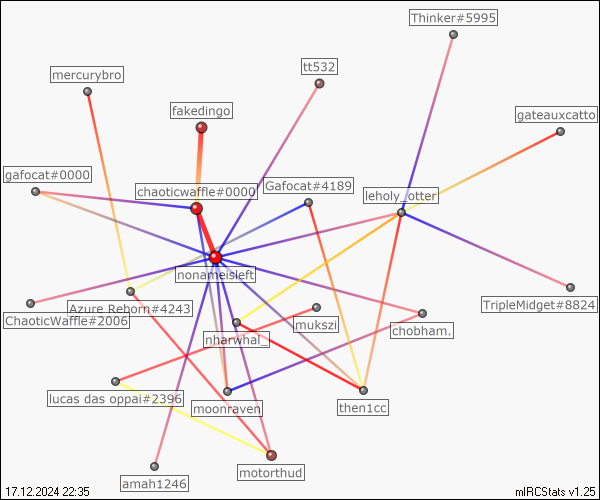 Thinker#5995
mercurybro
tt532
fakedingo
gateauxcatto
gafocat#0000
chaoticwaffle#0000
Gafocat#4189
leholy_otter
nonameisleft
ChaoticWaffle#2006
Azure Reborn#4243
TripleMidget#8824
mukszi
chobham.
nharwhal_
lucas das oppai#2396
moonraven
then1cc
motorthud
amah1246
17.12.2024 22:35
mIRCStats v1.25